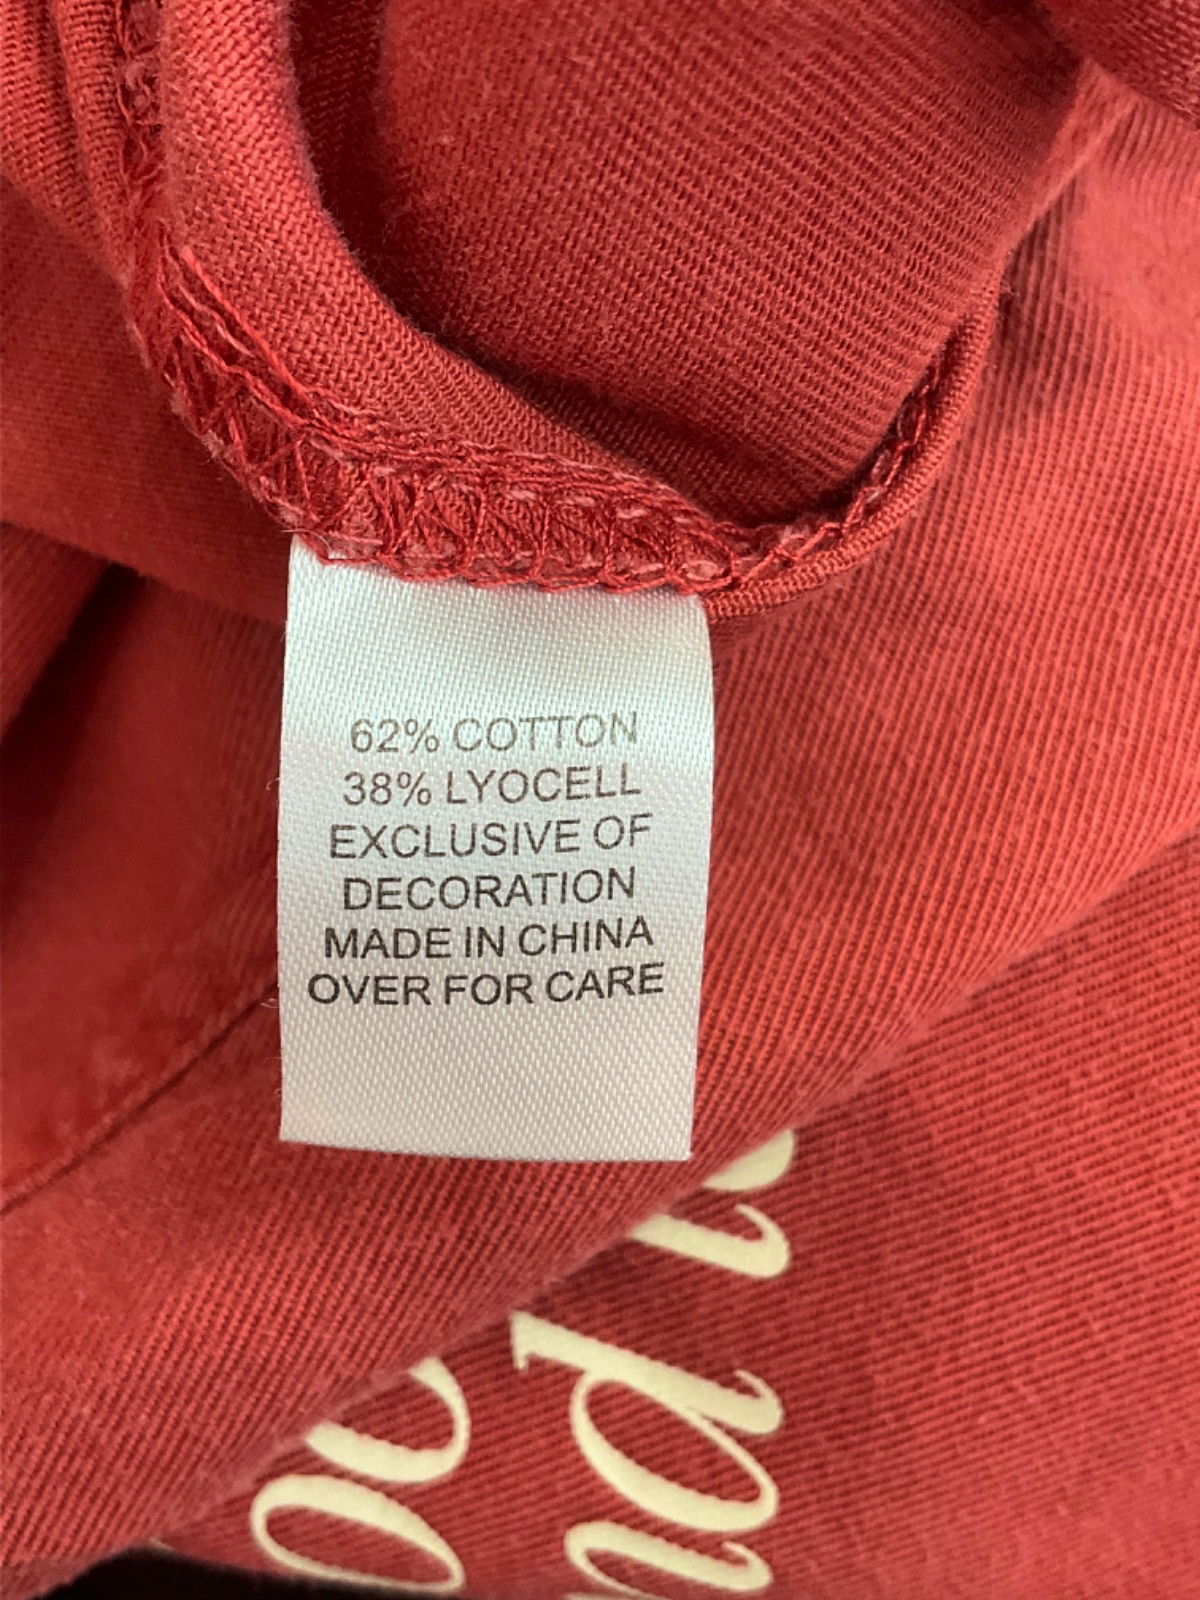 62% COTTON
38% LYOCELL
EXCLUSIVE OF
DECORATION
MADE IN CHINA
OVER FOR CARE